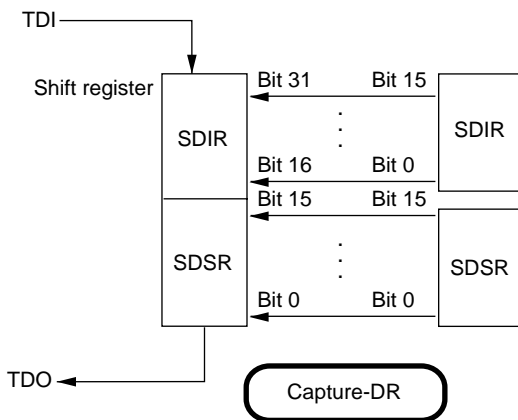 TDI
Shift register
Bit 31 Bit 15
SDIR
SDIR
Bit 16 Bit 0
Bit 15 Bit 15
SDSR
SDSR
Bit 0 Bit 0
TDO
Capture-DR